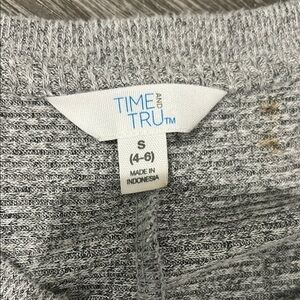 TIME AND
TRU™
S
(4-6)
MADE IN
INDONESIA